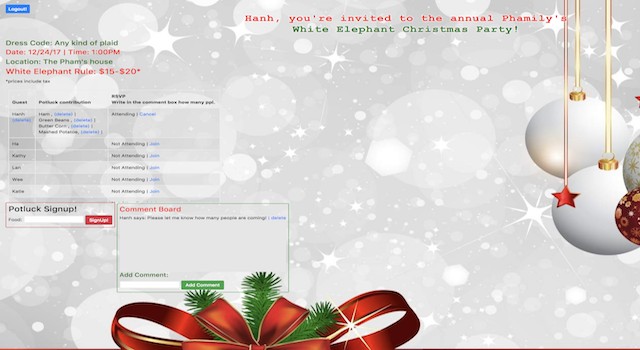 Logout!
Hanh, you're invited to the annual Phamily's
White Elephant Christmas Party!
Dress Code: Any kind of plaid
Date: 12/24/17 | Time: 1:00PM
Location: The Pham's house
White Elephant Rule: $15-$20*
*prices include tax
Guest Potluck contribution RSVP
Write in the comment box how many ppl.
Hanh (delete) Ham , (delete) | Attending | Cancel
Green Beans , (delete) |
Butter Corn , (delete) |
Mashed Potatos, (delete) |
Ha Not Attending | Join
Kathy Not Attending | Join
Lari Not Attending | Join
Wes Not Attending | Join
Katie Not Attending | Join
Potluck Signup!
Food: SignUp!
Comment Board
Hanh says: Please let me know how many people are coming! | delete
Add Comment:
Add Comment